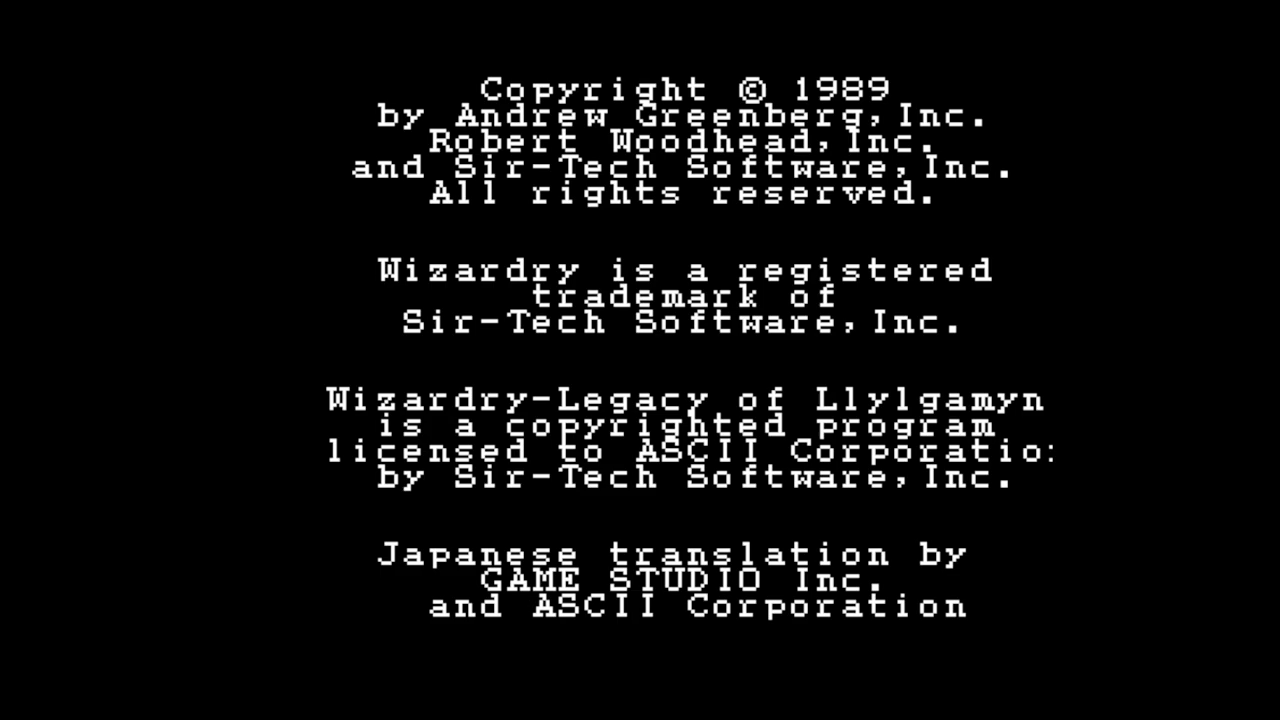 Copyright © 1989
by Andrew Greenberg,Inc.
Robert Woodhead,Inc.
and Sir-Tech Software,Inc.
All rights reserved.
Wizardry is a registered
trademark of
Sir-Tech Software,Inc.
Wizardry-Legacy of Llylgamyn
is a copyrighted program
licensed to ASCII Corporatio
by Sir-Tech Software,Inc.
Japanese translation by
GAME STUDIO Inc.
and ASCII Corporation